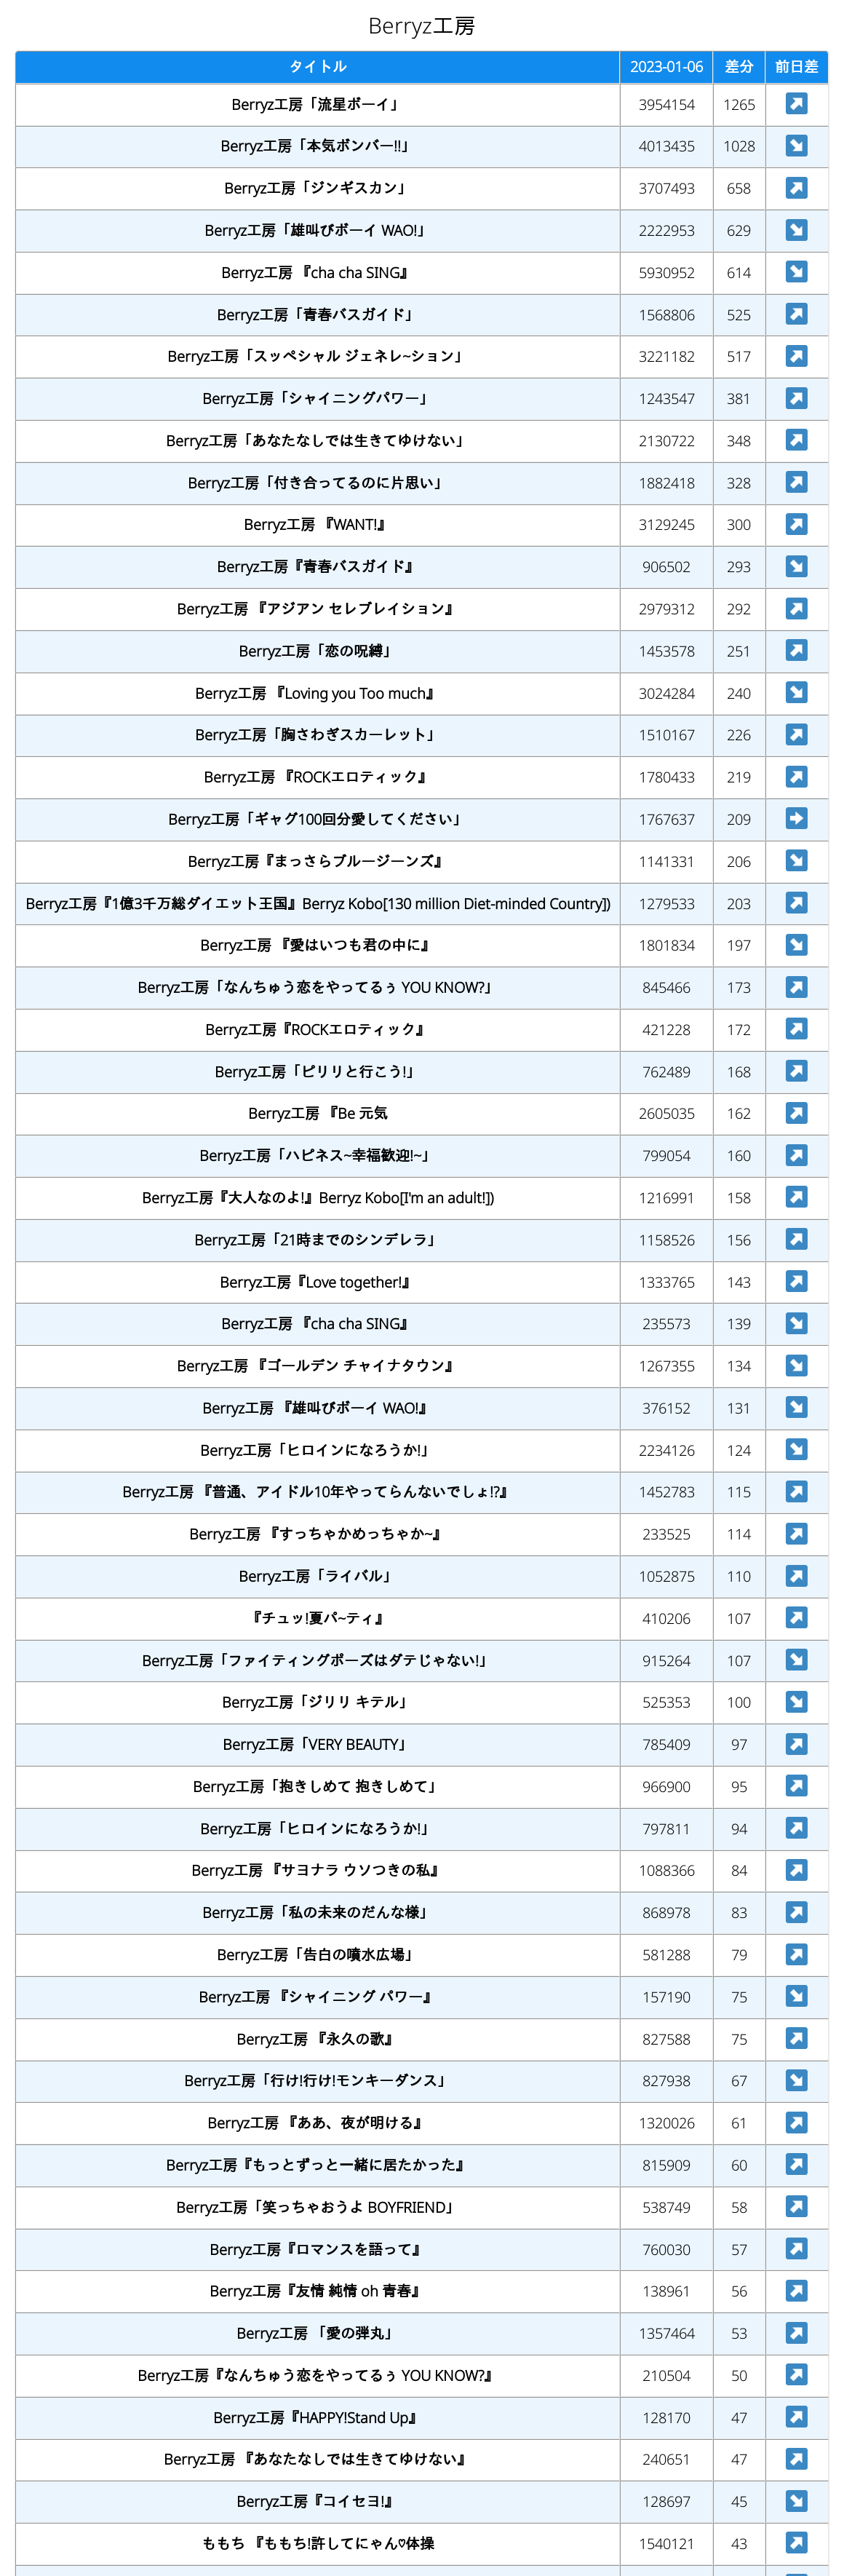 Berryz工房
タイトル 2023-01-06 差分 前日差
Berryz工房「流星ボーイ」 3954154 1265
Berryz工房「本気ボンバー!!」 4013435 1028
Berryz工房「ジンギスカン」 3707493 658
Berryz工房「雄叫びボーイ WAO!」 2222953 629
Berryz工房 『cha cha SING』 5930952 614
Berryz工房「青春バスガイド」 1568806 525
Berryz工房「スッペシャル ジェネレ~ション」 3221182 517
Berryz工房「シャイニングパワー」 1243547 381
Berryz工房「あなたなしでは生きてゆけない」 2130722 348
Berryz工房「付き合ってるのに片思い」 1882418 328
Berryz工房 『WANT!』 3129245 300
Berryz工房『青春バスガイド』 906502 293
Berryz工房 『アジアン セレブレイション』 2979312 292
Berryz工房「恋の呪縛」 1453578 251
Berryz工房 『Loving you Too much』 3024284 240
Berryz工房「胸さわぎスカーレット」 1510167 226
Berryz工房 『ROCKエロティック』 1780433 219
Berryz工房「ギャグ100回分愛してください」 1767637 209
Berryz工房『まっさらブルージーンズ』 1141331 206
Berryz工房『1億3千万総ダイエット王国』Berryz Kobo[130 million Diet-minded Country]) 1279533 203
Berryz工房 『愛はいつも君の中に』 1801834 197
Berryz工房「なんちゅう恋をやってるぅ YOU KNOW?」 845466 173
Berryz工房『ROCKエロティック』 421228 172
Berryz工房「ピリリと行こう!」 762489 168
Berryz工房 『Be 元気 2605035 162
Berryz工房「ハピネス~幸福歓迎!~」 799054 160
Berryz工房『大人なのよ!』Berryz Kobo[I'm an adult!]) 1216991 158
Berryz工房「21時までのシンデレラ」 1158526 156
Berryz工房『Love together!』 1333765 143
Berryz工房 『cha cha SING』 235573 139
Berryz工房 『ゴールデン チャイナタウン』 1267355 134
Berryz工房 『雄叫びボーイ WAO!』 376152 131
Berryz工房「ヒロインになろうか!」 2234126 124
Berryz工房 『普通、アイドル10年やってらんないでしょ!?』 1452783 115
Berryz工房 『すっちゃかめっちゃか~』 233525 114
Berryz工房「ライバル」 1052875 110
『チュッ!夏パ~ティ』 410206 107
Berryz工房「ファイティングポーズはダテじゃない!」 915264 107
Berryz工房「ジリリ キテル」 525353 100
Berryz工房「VERY BEAUTY」 785409 97
Berryz工房「抱きしめて 抱きしめて」 966900 95
Berryz工房「ヒロインになろうか!」 797811 94
Berryz工房 『サヨナラ ウソつきの私』 1088366 84
Berryz工房「私の未来のだんな様」 868978 83
Berryz工房「告白の噴水広場」 581288 79
Berryz工房 『シャイニング パワー』 157190 75
Berryz工房 『永久の歌』 827588 75
Berryz工房「行け!行け!モンキーダンス」 827938 67
Berryz工房 『ああ、夜が明ける』 1320026 61
Berryz工房『もっとずっと一緒に居たかった』 815909 60
Berryz工房「笑っちゃおうよ BOYFRIEND」 538749 58
Berryz工房『ロマンスを語って』 760030 57
Berryz工房『友情 純情 oh 青春』 138961 56
Berryz工房 「愛の弾丸」 1357464 53
Berryz工房『なんちゅう恋をやってるぅ YOU KNOW?』 210504 50
Berryz工房『HAPPY!Stand Up』 128170 47
Berryz工房 『あなたなしでは生きてゆけない』 240651 47
Berryz工房『コイセヨ!』 128697 45
ももち 『ももち!許してにゃん♡体操 1540121 43